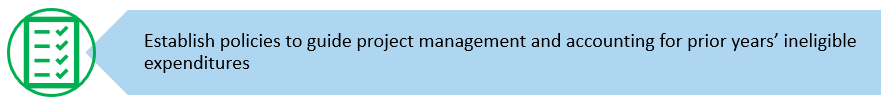 Establish policies to guide project management and accounting for prior years’ ineligible
expenditures